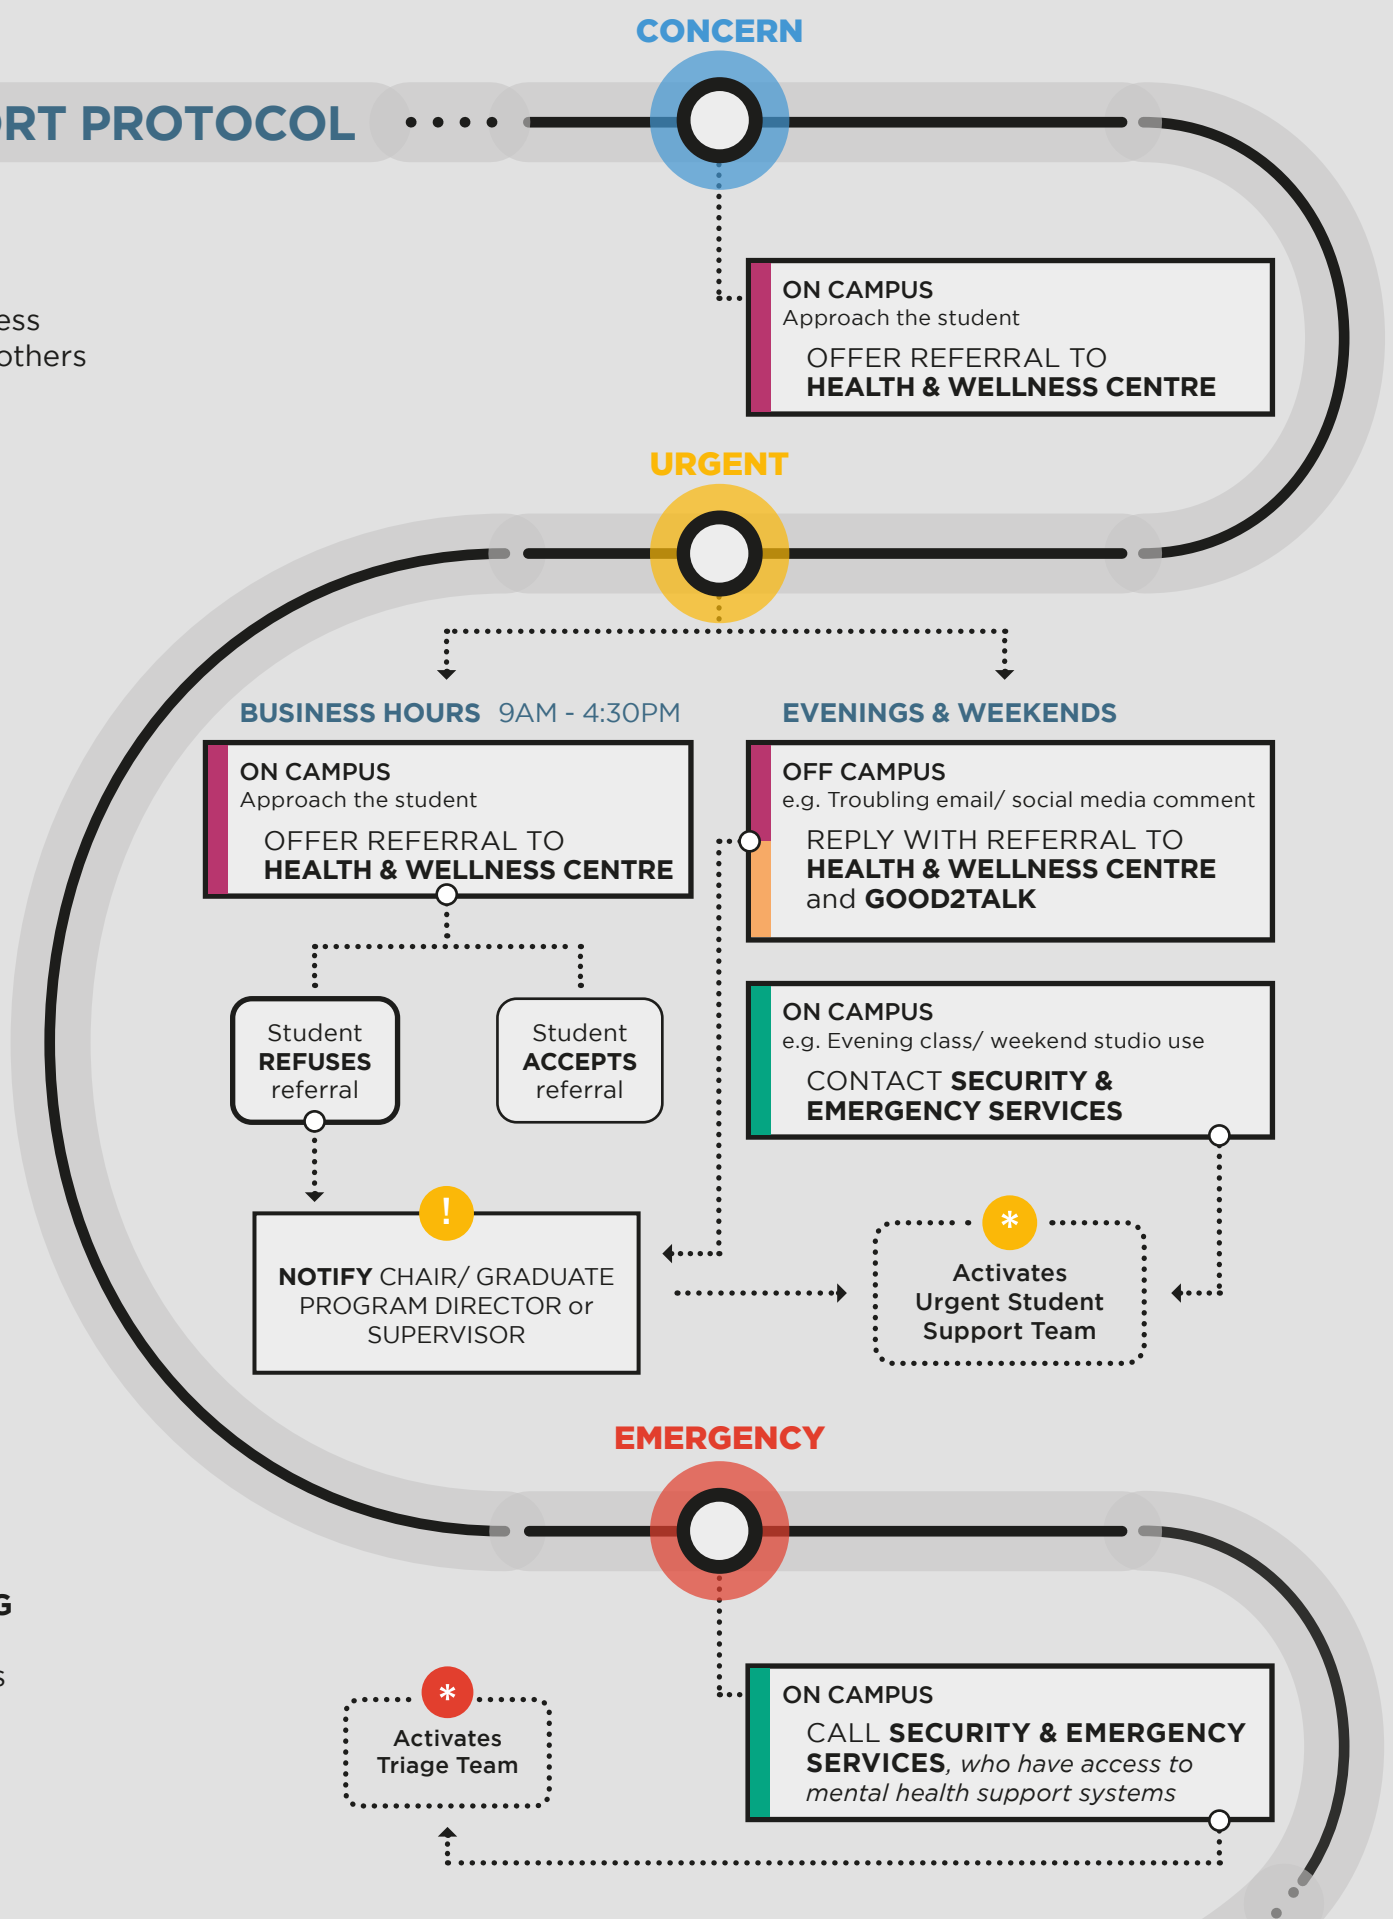 CONCERN
ORT PROTOCOL
ess
others
ON CAMPUS
Approach the student
OFFER REFERRAL TO
HEALTH & WELLNESS CENTRE
URGENT
BUSINESS HOURS 9AM - 4:30PM
ON CAMPUS
Approach the student
OFFER REFERRAL TO
HEALTH & WELLNESS CENTRE
Student
REFUSES
referral
Student
ACCEPTS
referral
EVENINGS & WEEKENDS
OFF CAMPUS
e.g. Troubling email/ social media comment
REPLY WITH REFERRAL TO
HEALTH & WELLNESS CENTRE
and GOOD2TALK
ON CAMPUS
e.g. Evening class/ weekend studio use
CONTACT SECURITY &
EMERGENCY SERVICES
!
NOTIFY CHAIR/ GRADUATE
PROGRAM DIRECTOR or
SUPERVISOR
*
Activates
Urgent Student
Support Team
EMERGENCY
G
s
*
Activates
Triage Team
ON CAMPUS
CALL SECURITY & EMERGENCY
SERVICES, who have access to
mental health support systems